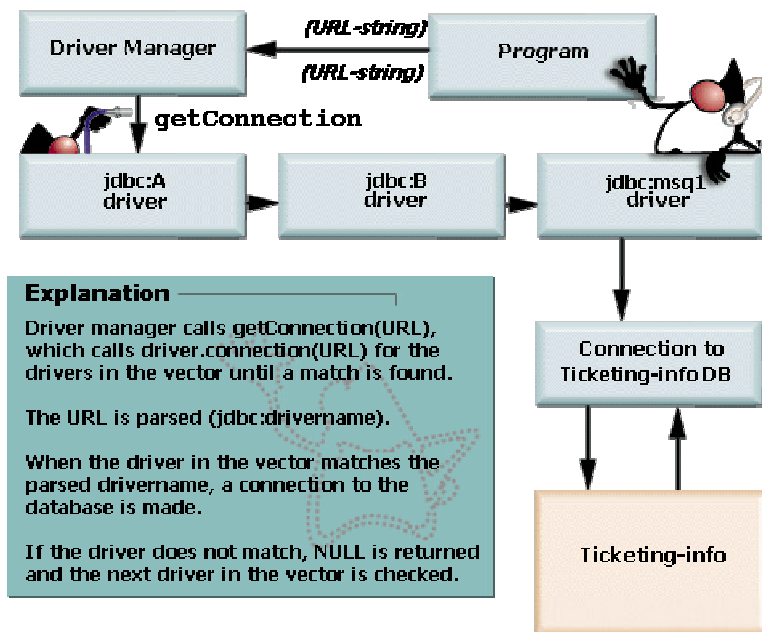 Driver Manager
(URL-string)
(URL-string)
Program
getConnection
jdbc:A
driver
jdbc:B
driver
jdbc:msq1
driver
Explanation
Driver manager calls getConnection(URL),
which calls driver.connection(URL) for the
drivers in the vector until a match is found.
The URL is parsed (jdbc:drivername).
When the driver in the vector matches the
parsed drivername, a connection to the
database is made.
If the driver does not match, NULL is returned
and the next driver in the vector is checked.
Connection to
Ticketing-info DB
Ticketing-info